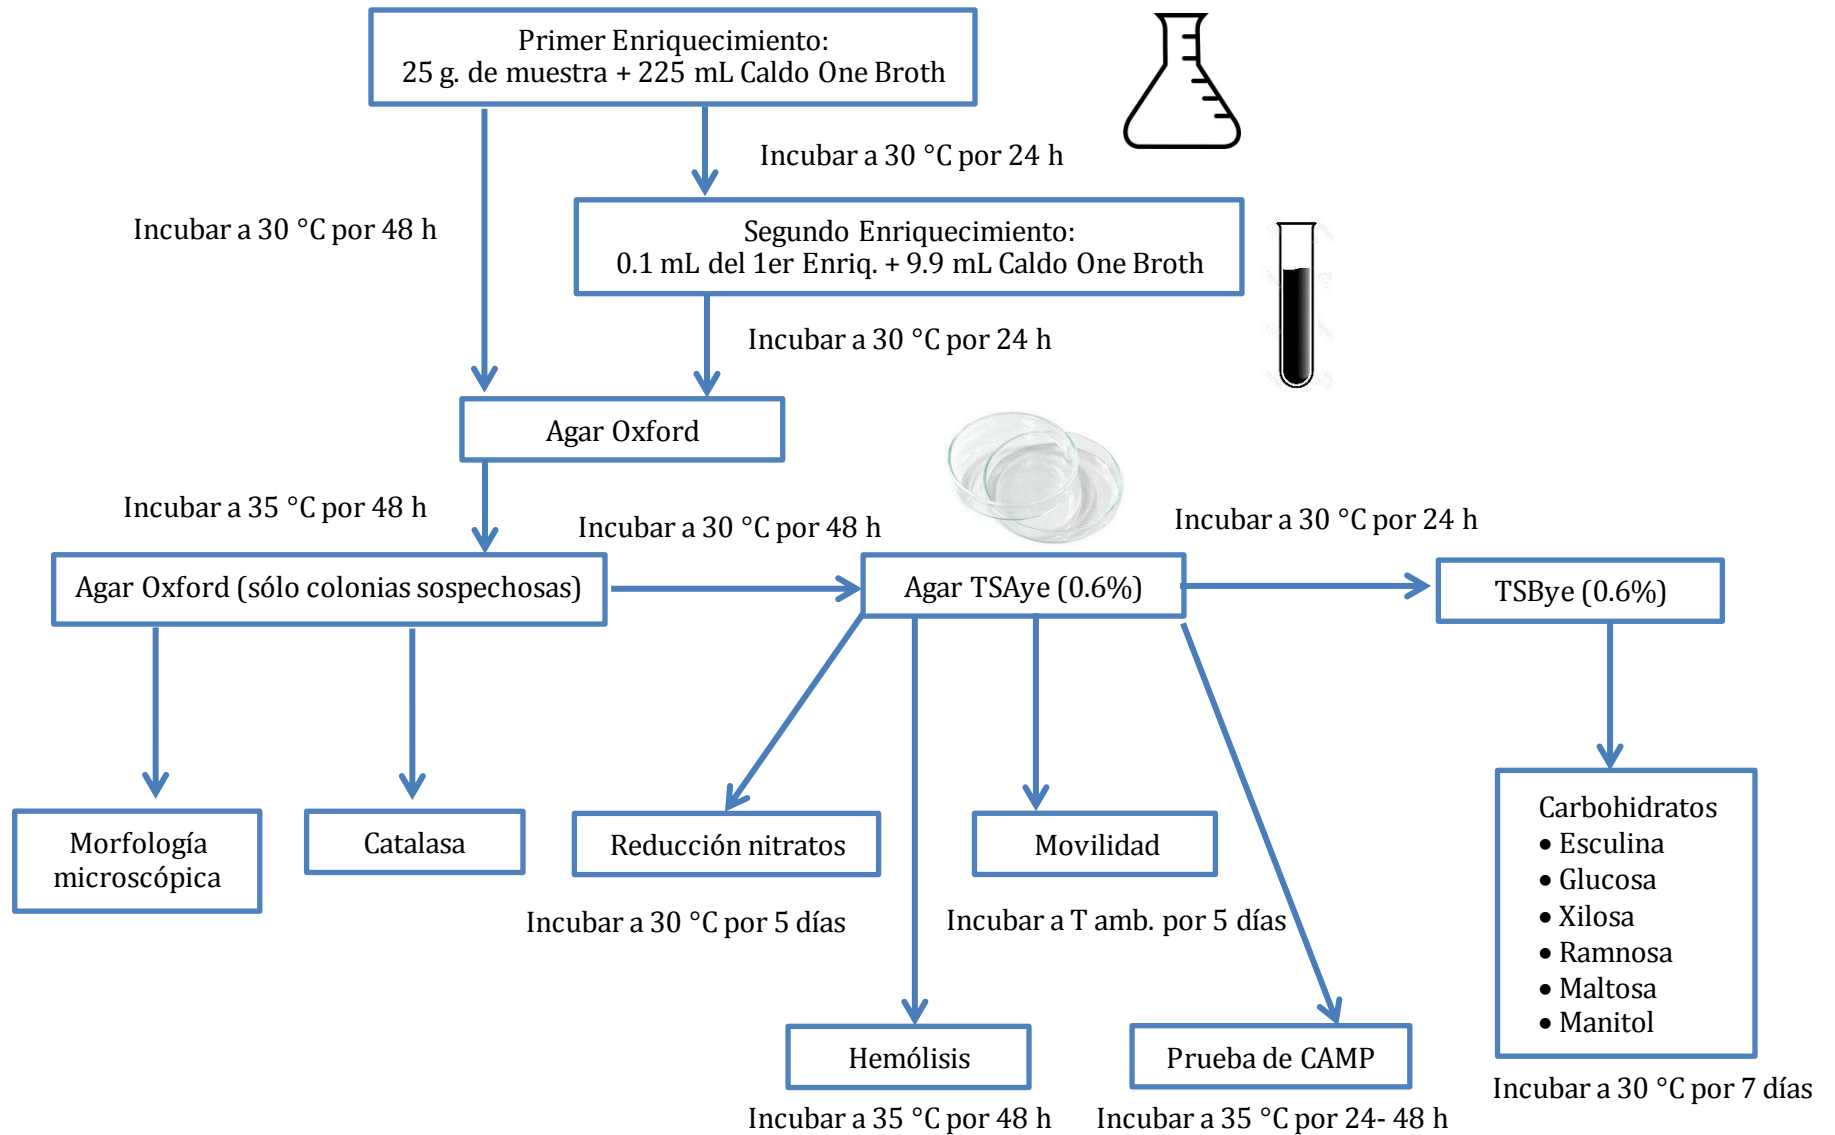 Primer Enriquecimiento:
25 g. de muestra + 225 mL Caldo One Broth
Incubar a 30 °C por 24 h
Incubar a 30 °C por 48 h
Segundo Enriquecimiento:
0.1 mL del 1er Enriq. + 9.9 mL Caldo One Broth
Incubar a 30 °C por 24 h
Agar Oxford
Incubar a 35 °C por 48 h
Incubar a 30 °C por 48 h
Incubar a 30 °C por 24 h
Agar Oxford (sólo colonias sospechosas)
Agar TSAye (0.6%)
TSBye (0.6%)
Morfología
microscópica
Catalasa
Reducción nitratos
Movilidad
Carbohidratos
• Esculina
• Glucosa
• Xilosa
• Ramnosa
• Maltosa
• Manitol
Incubar a 30 °C por 5 días
Incubar a T amb. por 5 días
Hemólisis
Prueba de CAMP
Incubar a 35 °C por 48 h
Incubar a 35 °C por 24- 48 h
Incubar a 30 °C por 7 días